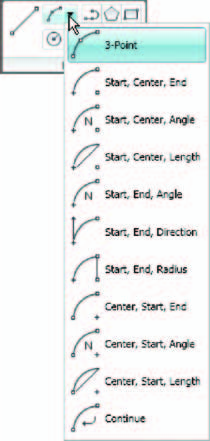 3-Point
Start, Center, End
Start, Center, Angle
Start, Center, Length
Start, End, Angle
Start, End, Direction
Start, End, Radius
Center, Start, End
Center, Start, Angle
Center, Start, Length
Continue